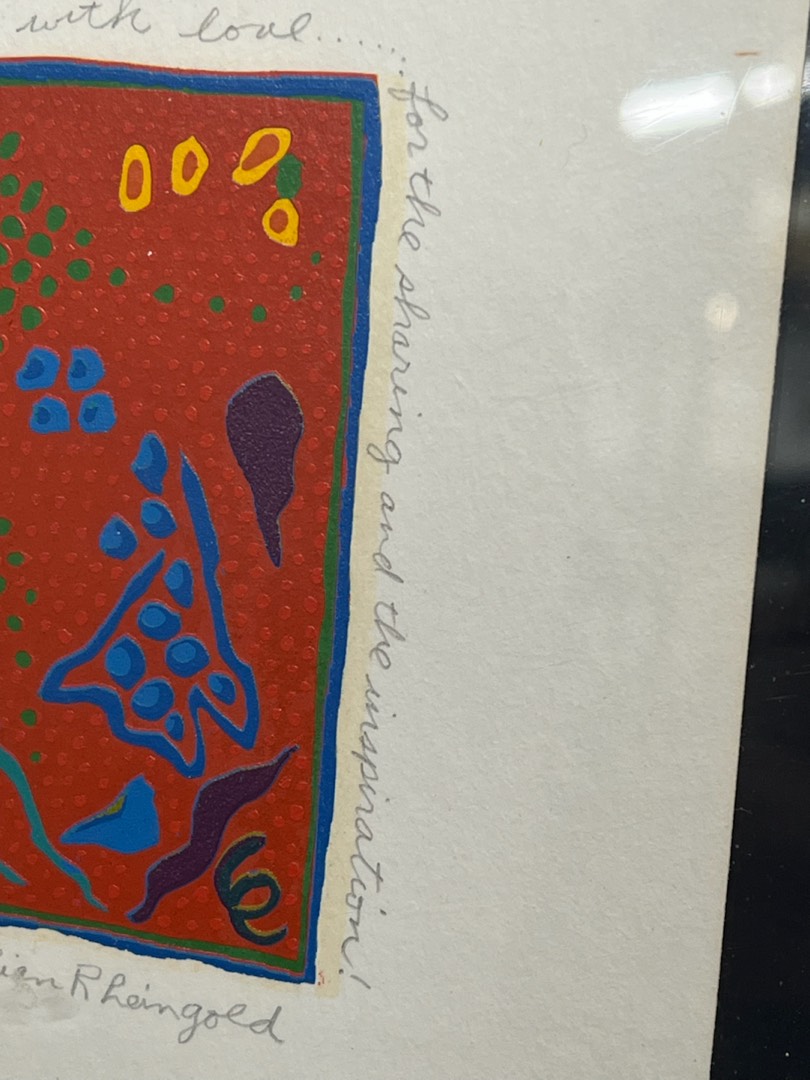 with love......
for the sharing and the inspiration!
Rheingold